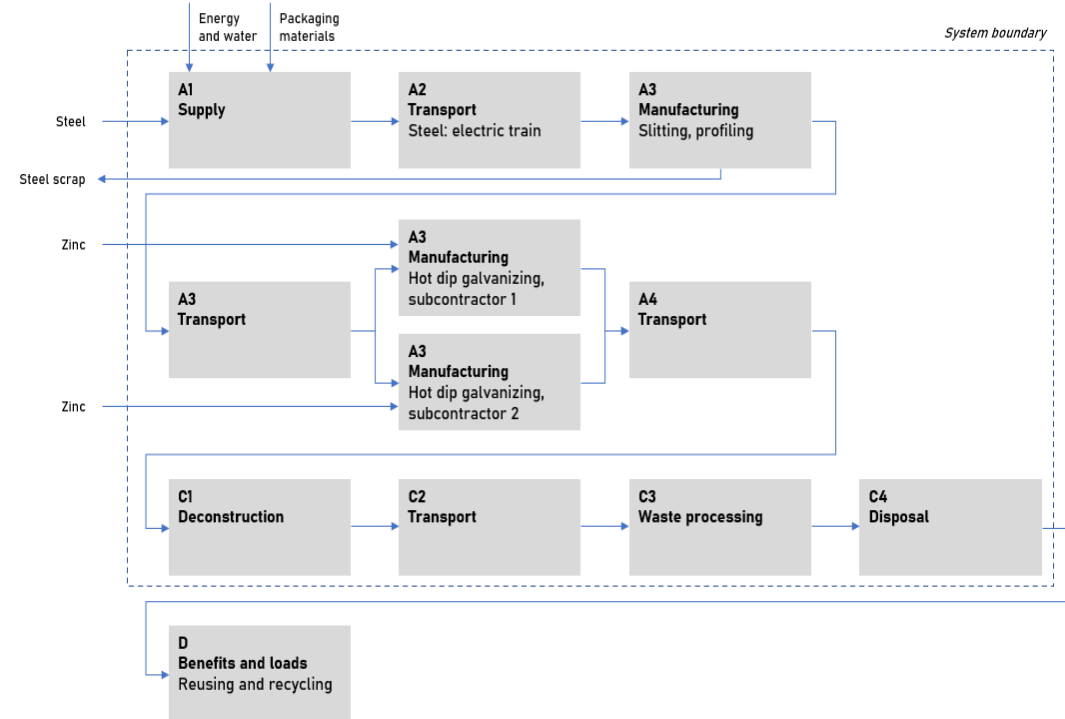 Energy
and water
Packaging
materials
System boundary
Steel
A1
Supply
A2
Transport
Steel: electric train
A3
Manufacturing
Slitting, profiling
Steel scrap
Zinc
A3
Manufacturing
Hot dip galvanizing,
subcontractor 1
A3
Transport
A4
Transport
A3
Manufacturing
Hot dip galvanizing,
subcontractor 2
Zinc
C1
Deconstruction
C2
Transport
C3
Waste processing
C4
Disposal
D
Benefits and loads
Reusing and recycling